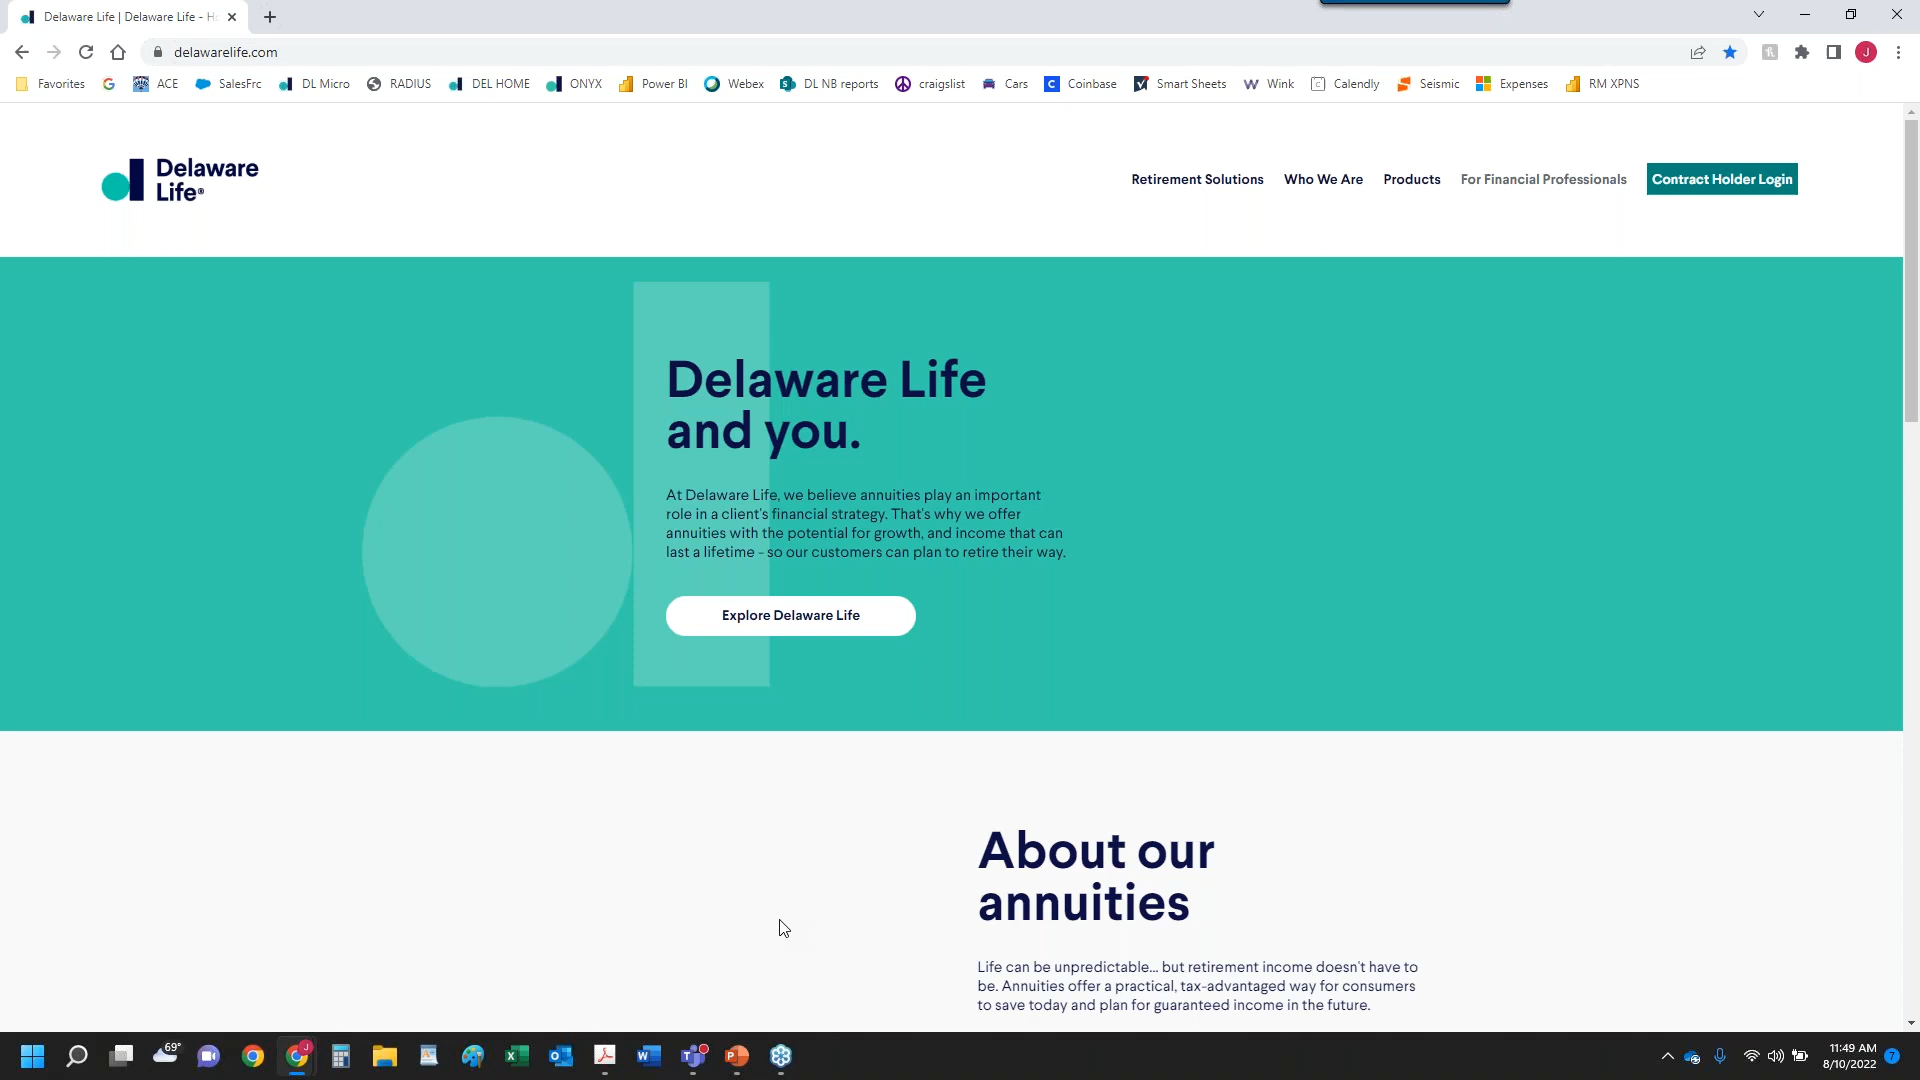 Delaware Life | Delaware Life - Ho
delawarelife.com
J
Favorites
ACE
SalesFrc
DL Micro
RADIUS
DEL HOME
ONYX
Power BI
Webex
DL NB reports
craigslist
Cars
Coinbase
Smart Sheets
Wink
Calendly
Seismic
Expenses
RM XPNS
Delaware
Life®
Retirement Solutions
Who We Are
Products
For Financial Professionals
Contract Holder Login
Delaware Life
and you.
At Delaware Life, we believe annuities play an important
role in a client's financial strategy. That's why we offer
annuities with the potential for growth, and income that can
last a lifetime - so our customers can plan to retire their way.
Explore Delaware Life
About our
annuities
Life can be unpredictable... but retirement income doesn't have to
be. Annuities offer a practical, tax-advantaged way for consumers
to save today and plan for guaranteed income in the future.
69°
11:49 AM
8/10/2022
7